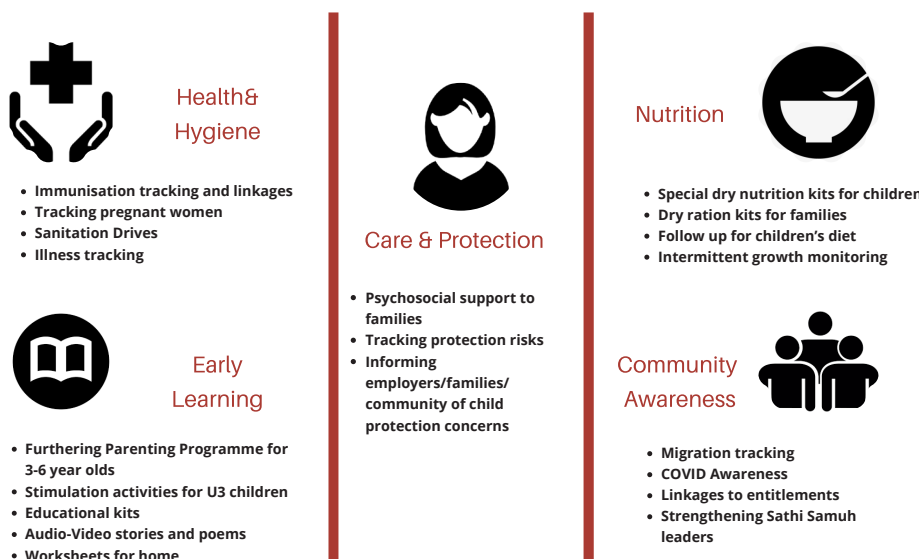 Health&
Hygiene
Immunisation tracking and linkages
Tracking pregnant women
Sanitation Drives
Illness tracking
Early
Learning
Furthering Parenting Programme for
3-6 year olds
Stimulation activities for U3 children
Educational kits
Audio-Video stories and poems
Worksheets for home
Care & Protection
Psychosocial support to
families
Tracking protection risks
Informing
employers/families/
community of child
protection concerns
Nutrition
Special dry nutrition kits for children
Dry ration kits for families
Follow up for children's diet
Intermittent growth monitoring
Community
Awareness
Migration tracking
COVID Awareness
Linkages to entitlements
Strengthening Sathi Samuh
leaders